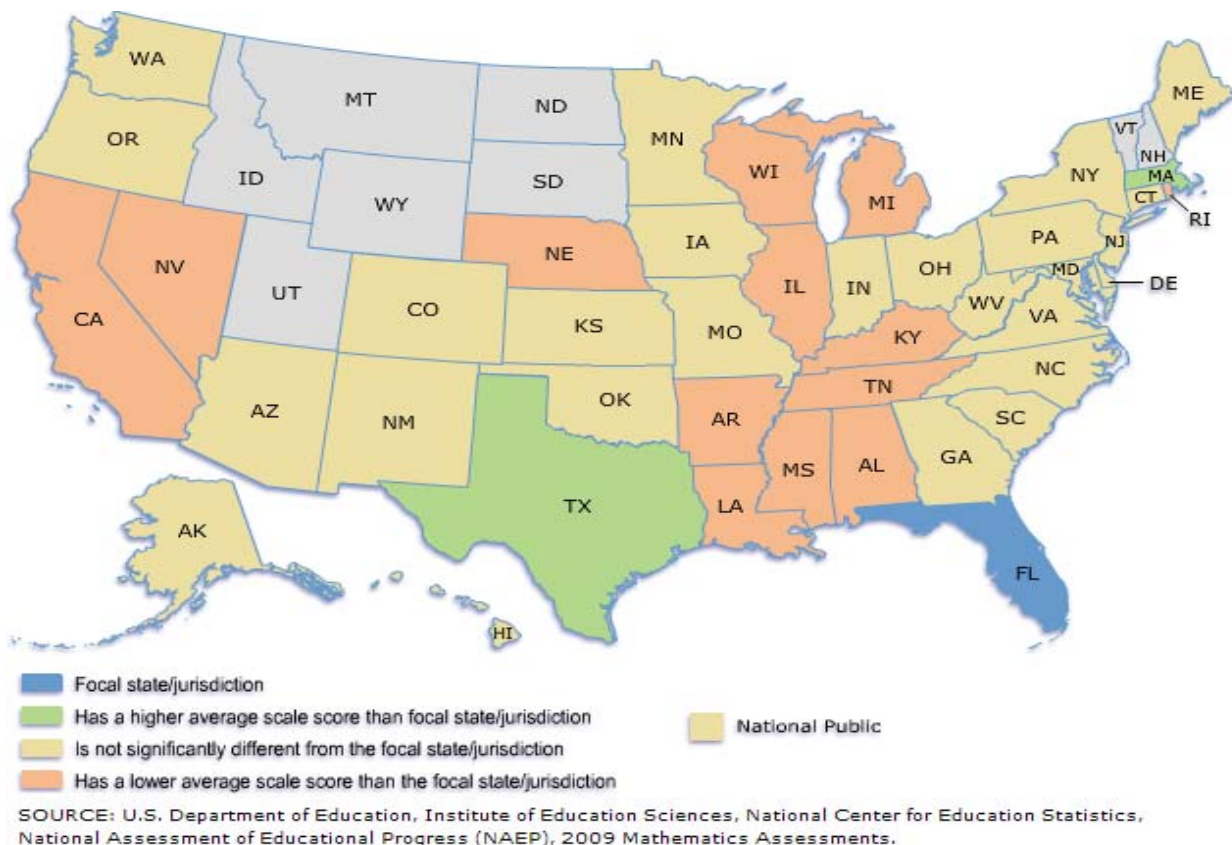 WA
MT
ND
MN
ME
OR
ID
SD
WI
VT
NH
WY
MI
NY
MA
CT
RI
NV
NE
IA
PA
NJ
UT
IL
IN
OH
MD
DE
CA
CO
KS
MO
WV
VA
KY
NC
TN
AZ
NM
OK
AR
SC
MS
AL
GA
TX
LA
AK
FL
HI
Focal state/jurisdiction
Has a higher average scale score than focal state/jurisdiction
Is not significantly different from the focal state/jurisdiction
Has a lower average scale score than the focal state/jurisdiction
National Public
SOURCE: U.S. Department of Education, Institute of Education Sciences, National Center for Education Statistics,
National Assessment of Educational Progress (NAEP), 2009 Mathematics Assessments.